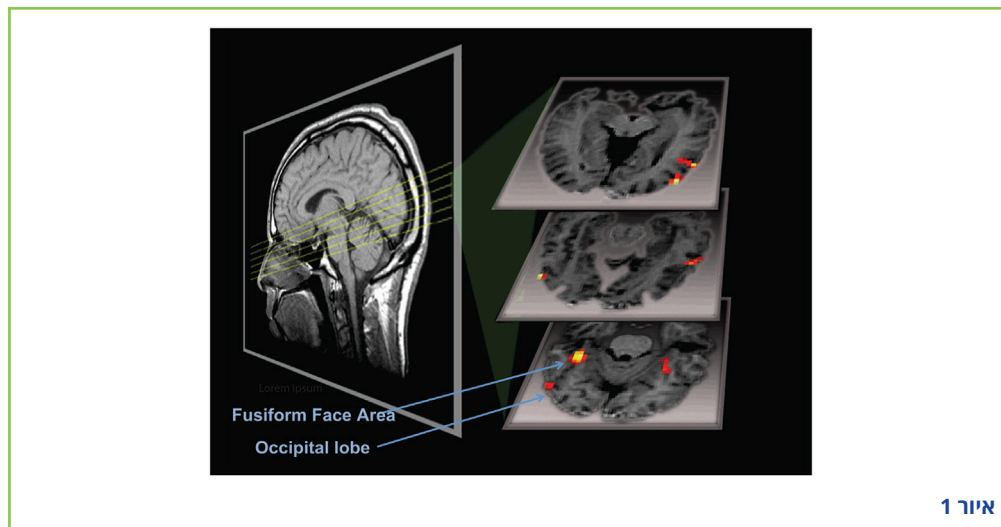 Lorem ipsum
Fusiform Face Area
Occipital lobe
איור 1